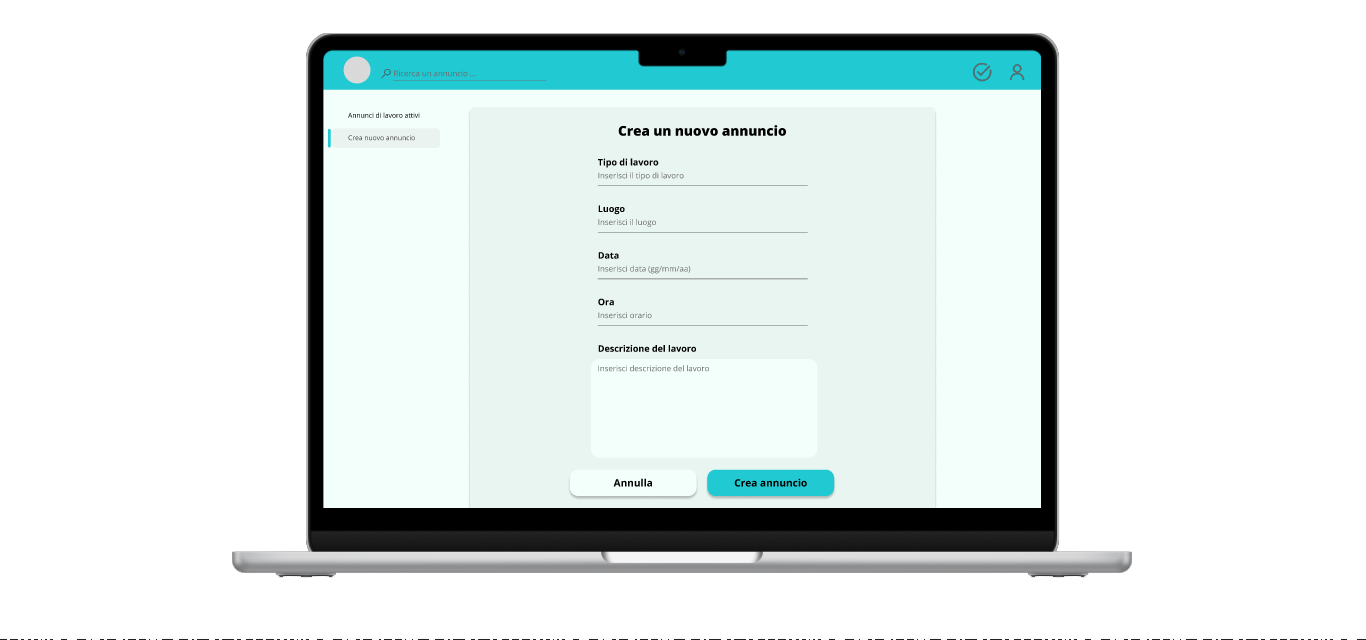 Ricerca un annuncio ...
Annunci di lavoro attivi
Crea nuovo annuncio
Crea un nuovo annuncio
Tipo di lavoro
Inserisci il tipo di lavoro
Luogo
Inserisci il luogo
Data
Inserisci data (gg/mm/aa)
Ora
Inserisci orario
Descrizione del lavoro
Inserisci descrizione del lavoro
Annulla
Crea annuncio